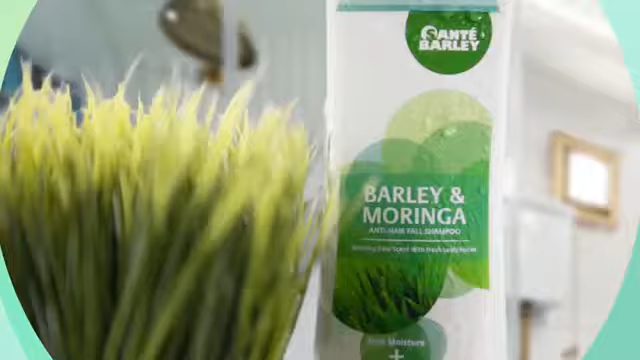 SANTÉ
BARLEY
BARLEY &
MORINGA
ANTI-HAIR FALL SHAMPOO
Moisture
+